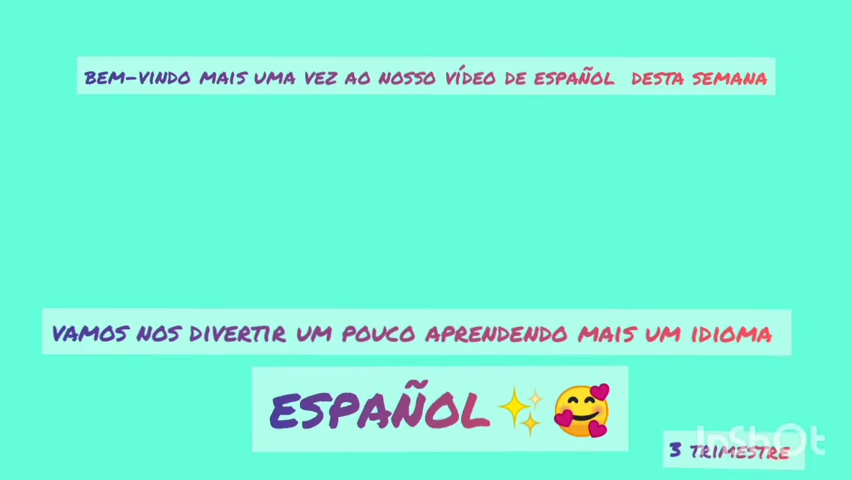 BEM-VINDO MAIS UMA VEZ AO NOSSO VÍDEO DE ESPAÑOL DESTA SEMANA
VAMOS NOS DIVERTIR UM POUCO APRENDENDO MAIS UM IDIOMA
ESPAÑOL✨🥰
InShOt
3 TRIMESTRE